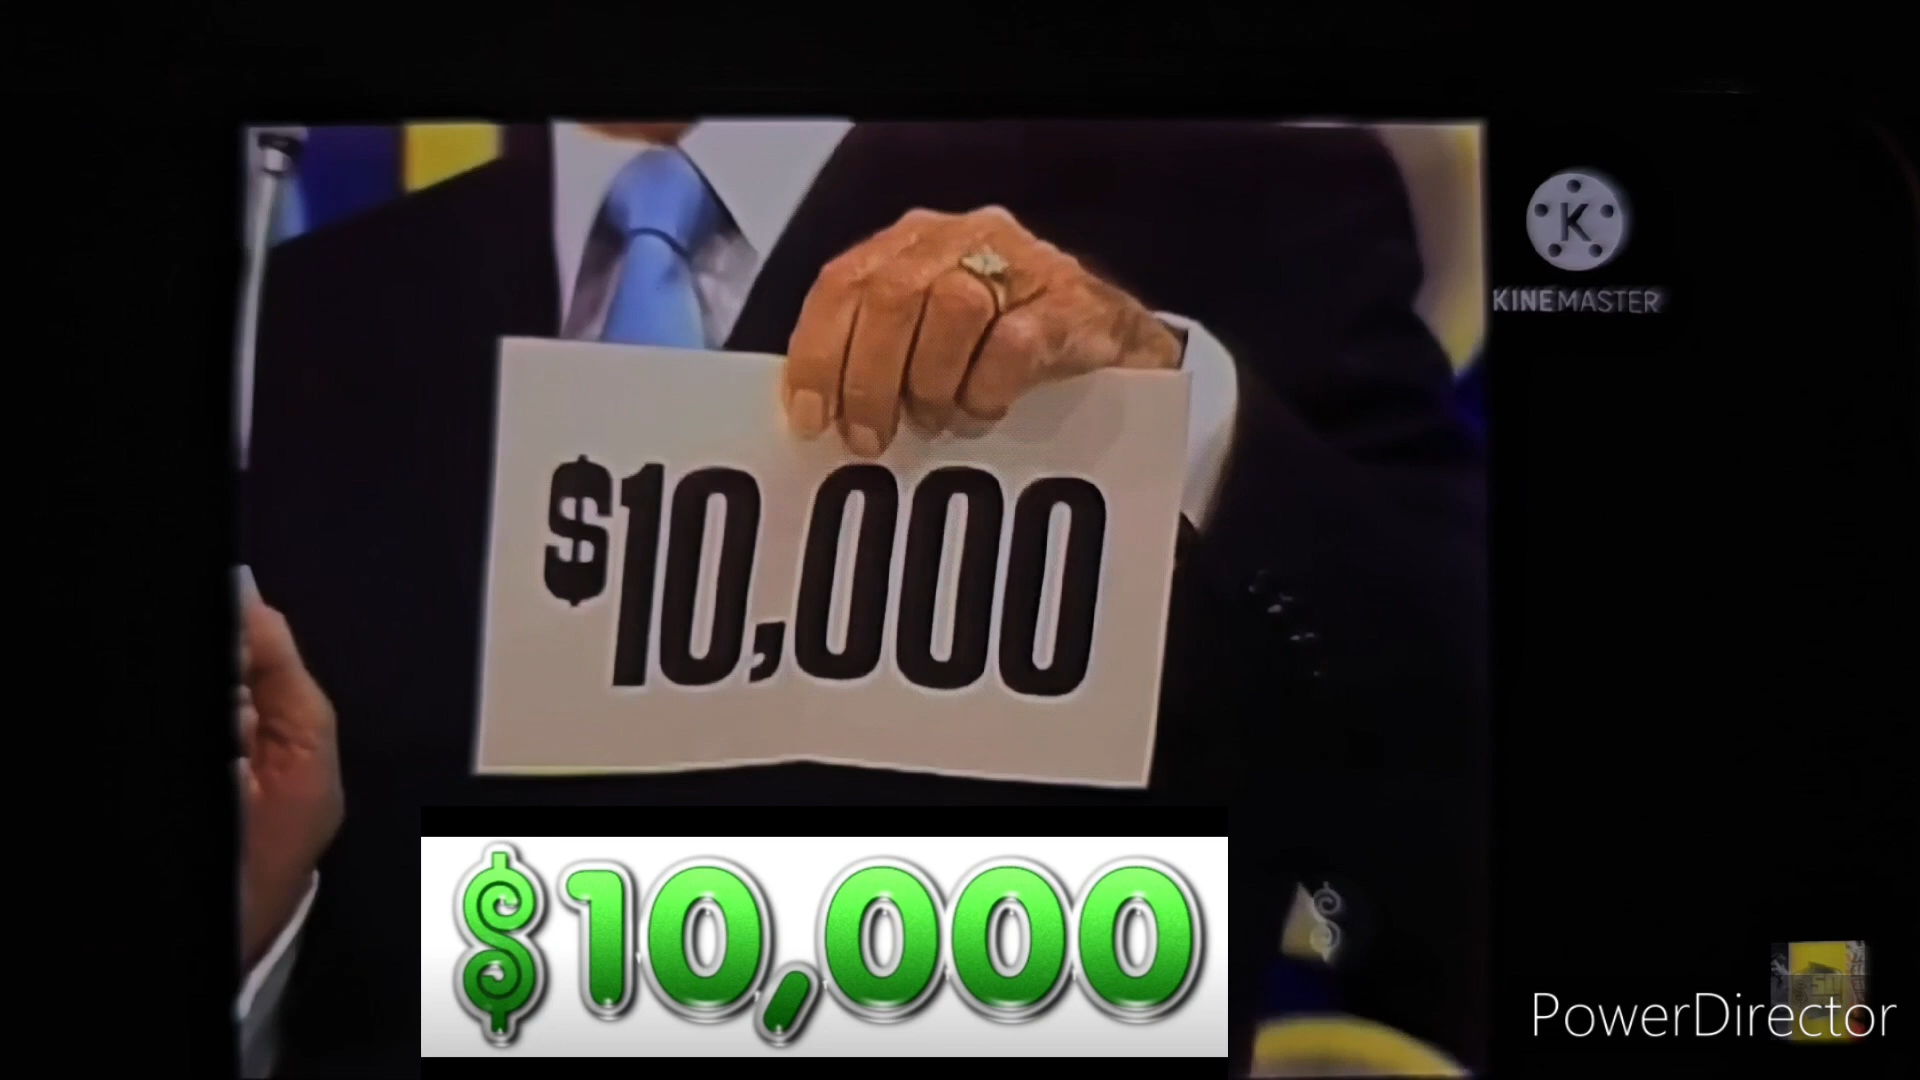 K
KINEMASTER
$10,000
$10,000
PowerDirector